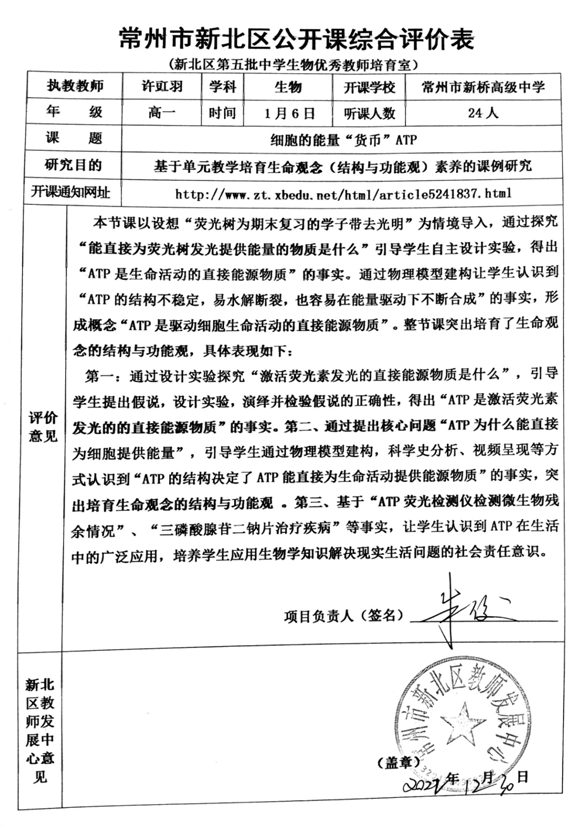 常州市新北区公开课综合评价表
(新北区第五批中学生物优秀教师培育室)
执教教师 许亘羽 学科 生物 开课学校 常州市新桥高级中学
年 级 高一 时间 1月6日 听课人数 24人
课 题 细胞的能量“货币”ATP
研究目的 基于单元教学培育生命观念（结构与功能观）素养的课例研究
开课通知网址 http://www.zt.xbedu.net/html/article5241837.html
本节课以设想“荧光树为期末复习的学子带去光明”为情境导入，通过探究
“能直接为荧光树发光提供能量的物质是什么”引导学生自主设计实验，得出
“ATP是生命活动的直接能源物质”的事实。通过物理模型建构让学生认识到
“ATP的结构不稳定，易水解断裂，也容易在能量驱动下不断合成”的事实，形
成概念“ATP是驱动细胞生命活动的直接能源物质”。整节课突出培育了生命观
念的结构与功能观，具体表现如下：
第一：通过设计实验探究“激活荧光素发光的直接能源物质是什么”，引导
学生提出假说，设计实验，演绎并检验假说的正确性，得出“ATP是激活荧光素
发光的的直接能源物质”的事实。第二、通过提出核心问题“ATP为什么能直接
为细胞提供能量”，引导学生通过物理模型建构，科学史分析、视频呈现等方
式认识到“ATP的结构决定了ATP能直接为生命活动提供能源物质”的事实，突
出培育生命观念的结构与功能观 。第三、基于“ATP荧光检测仪检测微生物残
余情况”、“三磷酸腺苷二钠片治疗疾病”等事实，让学生认识到ATP在生活
中的广泛应用，培养学生应用生物学知识解决现实生活问题的社会责任意识。
评价
意见
项目负责人（签名）
新北
区教
师发
展中
心意
见
常州市新北区教师发展中心
(盖章)
年12月30日